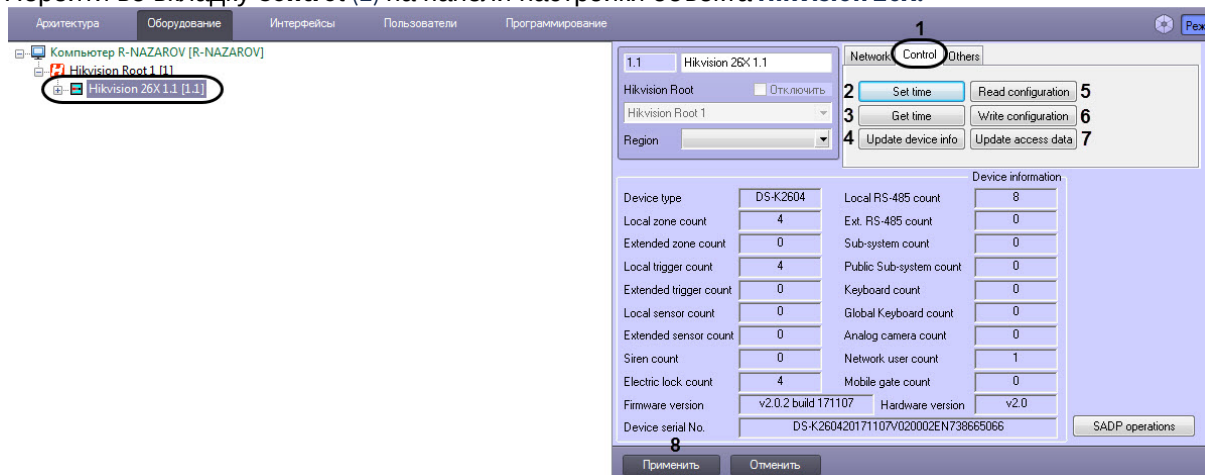 Перейти во вкладку Control (1) на панели настройки объекта Hikvision 26X.
Архитектура Оборудование Интерфейсы Пользователи Программирование
Компьютер R-NAZAROV [R-NAZAROV]
Hikvision Root 1 [1]
Hikvision 26X 1.1 [1.1]
1
1.1 Hikvision 26X 1.1
Hikvision Root Отключить
Hikvision Root 1
Region
Network Control Others
2 Set time Read configuration 5
3 Get time Write configuration 6
4 Update device info Update access data 7
Device information
Device type DS-K2604 Local RS-485 count 8
Local zone count 4 Ext. RS-485 count 0
Extended zone count 0 Sub-system count 0
Local trigger count 4 Public Sub-system count 0
Extended trigger count 0 Keyboard count 0
Local sensor count 0 Global Keyboard count 0
Extended sensor count 0 Analog camera count 0
Siren count 0 Network user count 1
Electric lock count 4 Mobile gate count 0
Firmware version v2.0.2 build 171107 Hardware version v2.0
Device serial No. DS-K260420171107V020002EN738665066 SADP operations
8
Применить Отменить